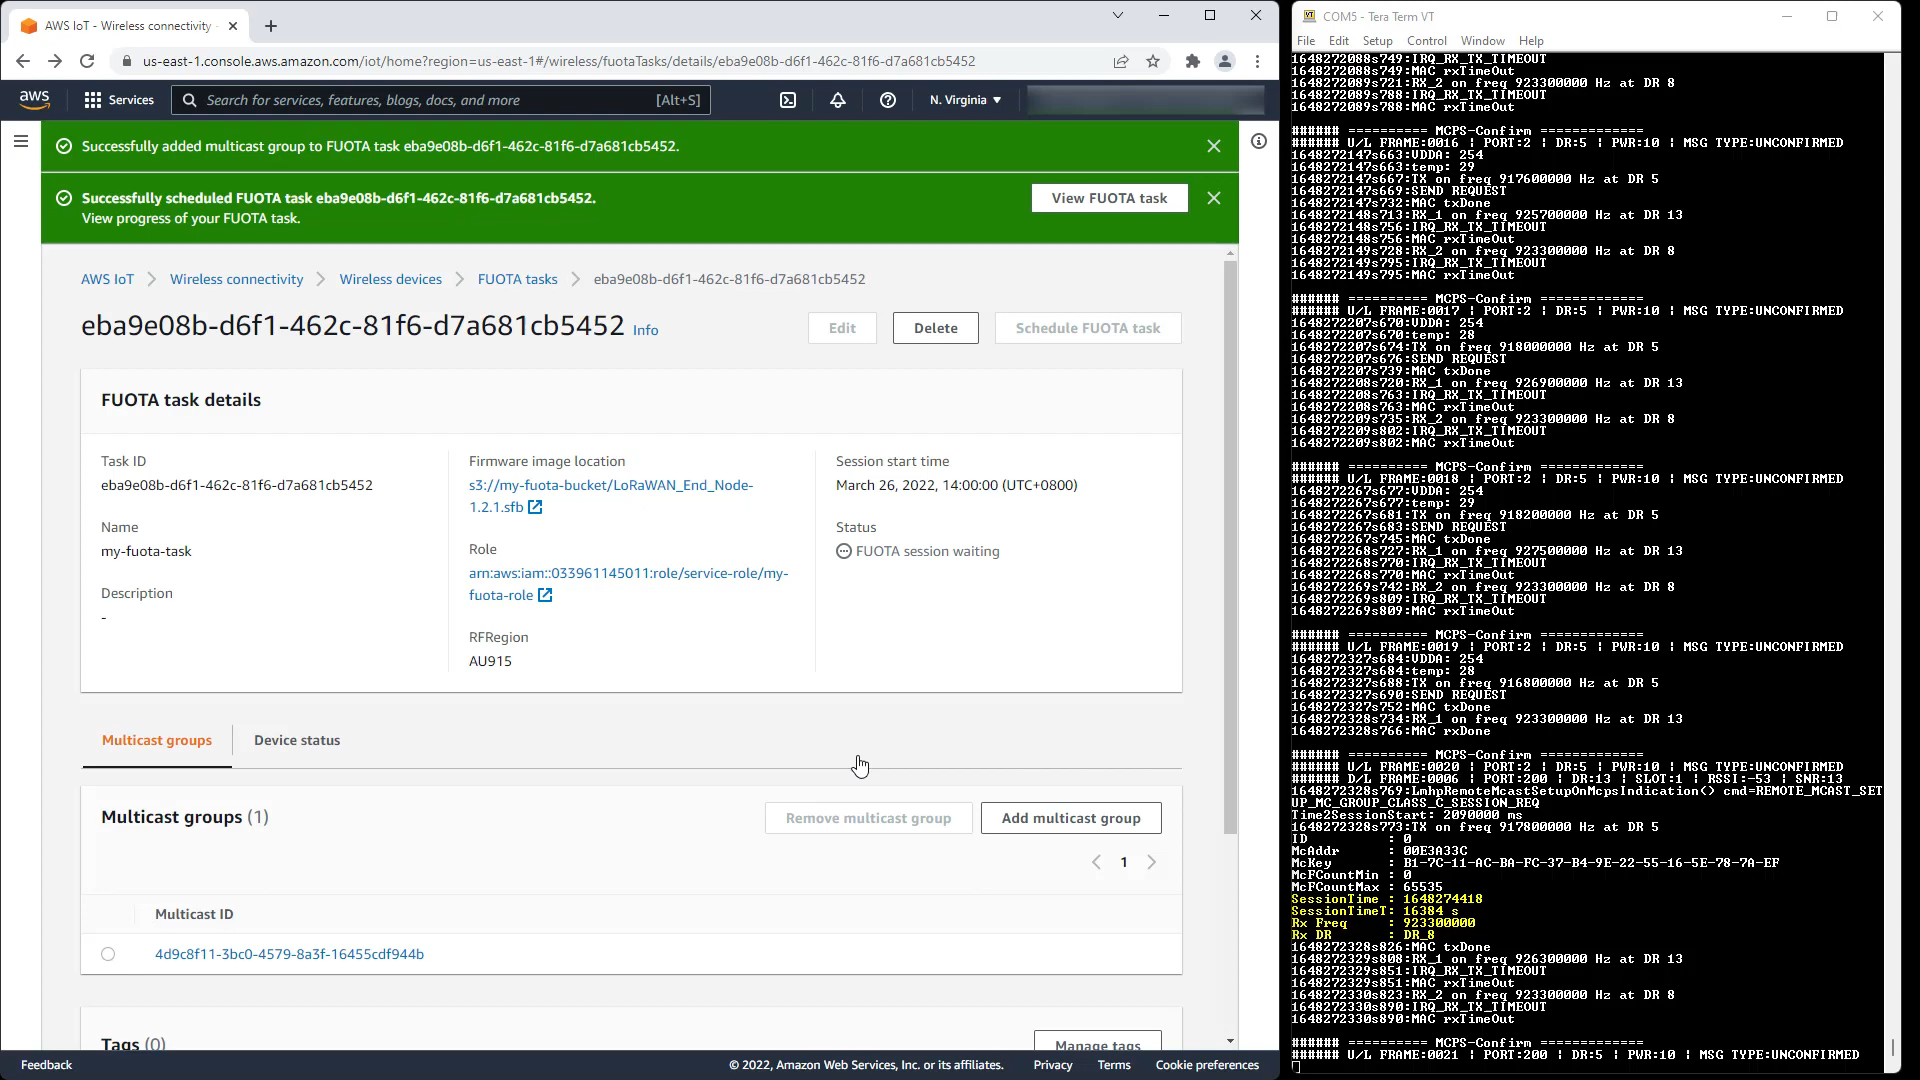 AWS IoT - Wireless connectivity
us-east-1.console.aws.amazon.com/iot/home?region=us-east-1#/wireless/fuotaTasks/details/eba9e08b-d6f1-462c-81f6-d7a681cb5452
aws
Services
Search for services, features, blogs, docs, and more
[Alt+S]
N. Virginia
Successfully added multicast group to FUOTA task eba9e08b-d6f1-462c-81f6-d7a681cb5452.
Successfully scheduled FUOTA task eba9e08b-d6f1-462c-81f6-d7a681cb5452.
View progress of your FUOTA task.
View FUOTA task
AWS IoT
Wireless connectivity
Wireless devices
FUOTA tasks
eba9e08b-d6f1-462c-81f6-d7a681cb5452
eba9e08b-d6f1-462c-81f6-d7a681cb5452 Info
Edit
Delete
Schedule FUOTA task
FUOTA task details
Task ID
eba9e08b-d6f1-462c-81f6-d7a681cb5452
Name
my-fuota-task
Description
-
Firmware image location
s3://my-fuota-bucket/LoRaWAN_End_Node-
1.2.1.sfb
Role
arn:aws:iam::033961145011:role/service-role/my-
fuota-role
RFRegion
AU915
Session start time
March 26, 2022, 14:00:00 (UTC+0800)
Status
FUOTA session waiting
Multicast groups
Device status
Multicast groups (1)
Remove multicast group
Add multicast group
1
Multicast ID
4d9c8f11-3bc0-4579-8a3f-16455cdf944b
Tags (0)
Manage tags
Feedback
© 2022, Amazon Web Services, Inc. or its affiliates.
Privacy
Terms
Cookie preferences
COM5 - Tera Term VT
File Edit Setup Control Window Help
1648272088s749:IRQ_RX_TX_TIMEOUT
1648272088s749:MAC rxTimeOut
1648272089s721:RX_2 on freq 923300000 Hz at DR 8
1648272089s788:IRQ_RX_TX_TIMEOUT
1648272089s788:MAC rxTimeOut
###### ========== MCPS-Confirm =============
###### U/L FRAME:0016 | PORT:2 | DR:5 | PWR:10 | MSG TYPE:UNCONFIRMED
1648272147s663:VDDA: 254
1648272147s663:temp: 29
1648272147s667:TX on freq 917600000 Hz at DR 5
1648272147s669:SEND REQUEST
1648272147s732:MAC txDone
1648272148s713:RX_1 on freq 925700000 Hz at DR 13
1648272148s756:IRQ_RX_TX_TIMEOUT
1648272148s756:MAC rxTimeOut
1648272149s728:RX_2 on freq 923300000 Hz at DR 8
1648272149s795:IRQ_RX_TX_TIMEOUT
1648272149s795:MAC rxTimeOut
###### ========== MCPS-Confirm =============
###### U/L FRAME:0017 | PORT:2 | DR:5 | PWR:10 | MSG TYPE:UNCONFIRMED
1648272207s670:VDDA: 254
1648272207s670:temp: 28
1648272207s674:TX on freq 918000000 Hz at DR 5
1648272207s676:SEND REQUEST
1648272207s739:MAC txDone
1648272208s720:RX_1 on freq 926900000 Hz at DR 13
1648272208s763:IRQ_RX_TX_TIMEOUT
1648272208s763:MAC rxTimeOut
1648272209s735:RX_2 on freq 923300000 Hz at DR 8
1648272209s802:IRQ_RX_TX_TIMEOUT
1648272209s802:MAC rxTimeOut
###### ========== MCPS-Confirm =============
###### U/L FRAME:0018 | PORT:2 | DR:5 | PWR:10 | MSG TYPE:UNCONFIRMED
1648272267s677:VDDA: 254
1648272267s677:temp: 29
1648272267s681:TX on freq 918200000 Hz at DR 5
1648272267s683:SEND REQUEST
1648272267s745:MAC txDone
1648272268s727:RX_1 on freq 927500000 Hz at DR 13
1648272268s770:IRQ_RX_TX_TIMEOUT
1648272268s770:MAC rxTimeOut
1648272269s742:RX_2 on freq 923300000 Hz at DR 8
1648272269s809:IRQ_RX_TX_TIMEOUT
1648272269s809:MAC rxTimeOut
###### ========== MCPS-Confirm =============
###### U/L FRAME:0019 | PORT:2 | DR:5 | PWR:10 | MSG TYPE:UNCONFIRMED
1648272327s684:VDDA: 254
1648272327s684:temp: 28
1648272327s688:TX on freq 916800000 Hz at DR 5
1648272327s690:SEND REQUEST
1648272327s752:MAC txDone
1648272328s734:RX_1 on freq 923300000 Hz at DR 13
1648272328s766:MAC rxDone
###### ========== MCPS-Confirm =============
###### U/L FRAME:0020 | PORT:2 | DR:5 | PWR:10 | MSG TYPE:UNCONFIRMED
###### D/L FRAME:0006 | PORT:200 | DR:13 | SLOT:1 | RSSI:-53 | SNR:13
1648272328s769:LmhpRemoteMcastSetupOnMcpsIndication() cmd=REMOTE_MCAST_SET
UP_MC_GROUP_CLASS_C_SESSION_REQ
Time2SessionStart: 2090000 ms
1648272328s773:TX on freq 917800000 Hz at DR 5
ID : 0
McAddr : 00E3A33C
McKey : B1-7C-11-AC-BA-FC-37-B4-9E-22-55-16-5E-78-7A-EF
McFCountMin : 0
McFCountMax : 65535
SessionTime : 1648274418
SessionTimeT: 16384 s
Rx Freq : 923300000
Rx DR : DR_8
1648272328s826:MAC txDone
1648272329s808:RX_1 on freq 926300000 Hz at DR 13
1648272329s851:IRQ_RX_TX_TIMEOUT
1648272329s851:MAC rxTimeOut
1648272330s823:RX_2 on freq 923300000 Hz at DR 8
1648272330s890:IRQ_RX_TX_TIMEOUT
1648272330s890:MAC rxTimeOut
###### ========== MCPS-Confirm =============
###### U/L FRAME:0021 | PORT:200 | DR:5 | PWR:10 | MSG TYPE:UNCONFIRMED